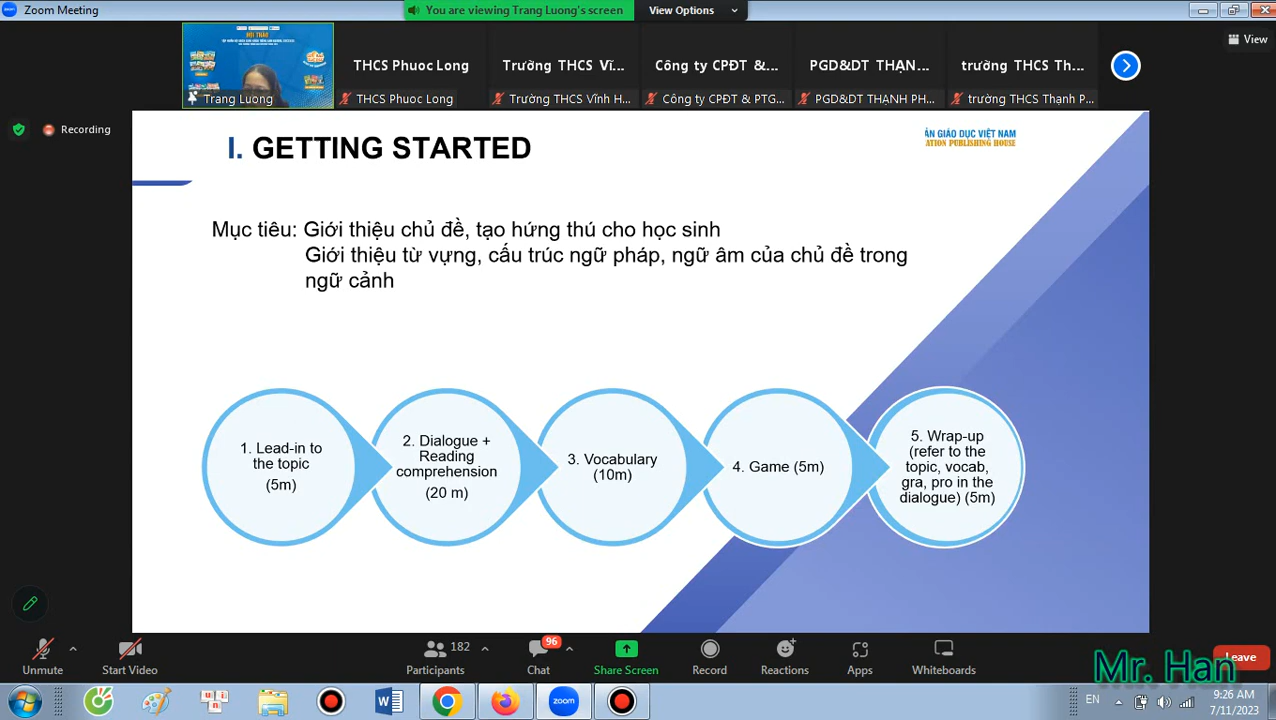 Zoom Meeting
You are viewing Trang Luong's screen
View Options
View
HỘI THẢO
THCS Phuoc Long
Trường THCS Vĩ...
Công ty CPĐT &...
PGD&DT THẠN...
trường THCS Th...
Trang Luong
THCS Phuoc Long
Trường THCS Vĩnh H...
Công ty CPĐT & PTG...
PGD&DT THẠNH PH...
trường THCS Thạnh P...
Recording
I. GETTING STARTED
ẢN GIÁO DỤC VIỆT NAM
ATION PUBLISHING HOUSE
Mục tiêu: Giới thiệu chủ đề, tạo hứng thú cho học sinh
Giới thiệu từ vựng, cấu trúc ngữ pháp, ngữ âm của chủ đề trong
ngữ cảnh
1. Lead-in to
the topic
(5m)
2. Dialogue +
Reading
comprehension
(20 m)
3. Vocabulary
(10m)
4. Game (5m)
5. Wrap-up
(refer to the
topic, vocab,
gra, pro in the
dialogue) (5m)
182
96
Unmute
Start Video
Participants
Chat
Share Screen
Record
Reactions
Apps
Whiteboards
Leave
Mr. Han
EN
9:26 AM
7/11/2023